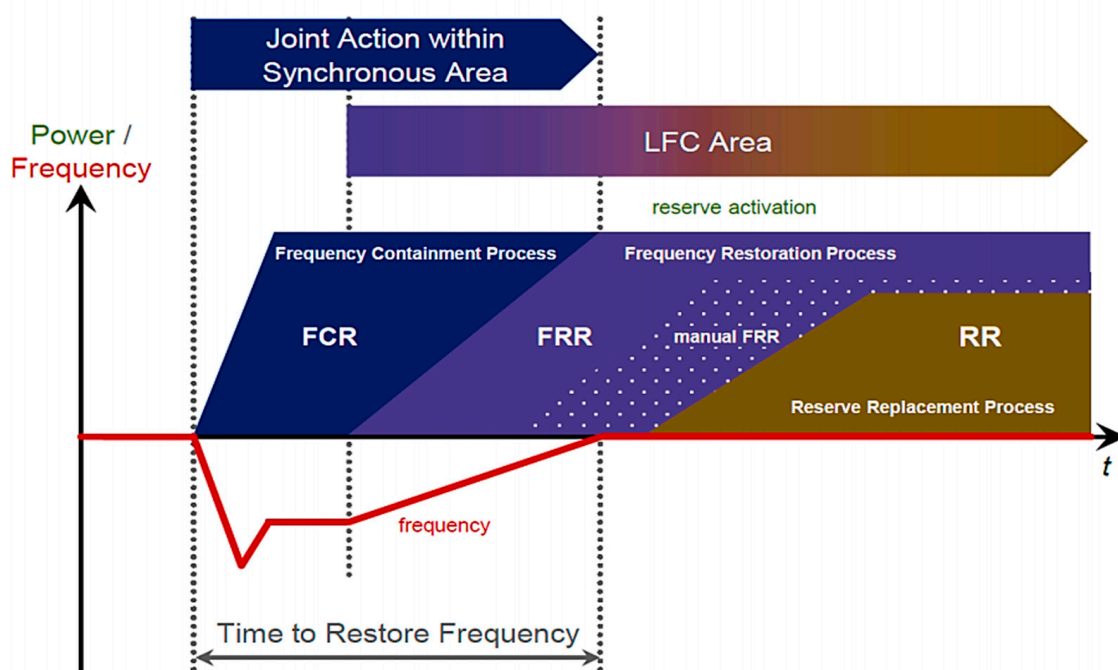 Joint Action within
Synchronous Area
LFC Area
Power /
Frequency
reserve activation
Frequency Containment Process
Frequency Restoration Process
FCR
FRR
manual FRR
RR
Reserve Replacement Process
t
frequency
Time to Restore Frequency